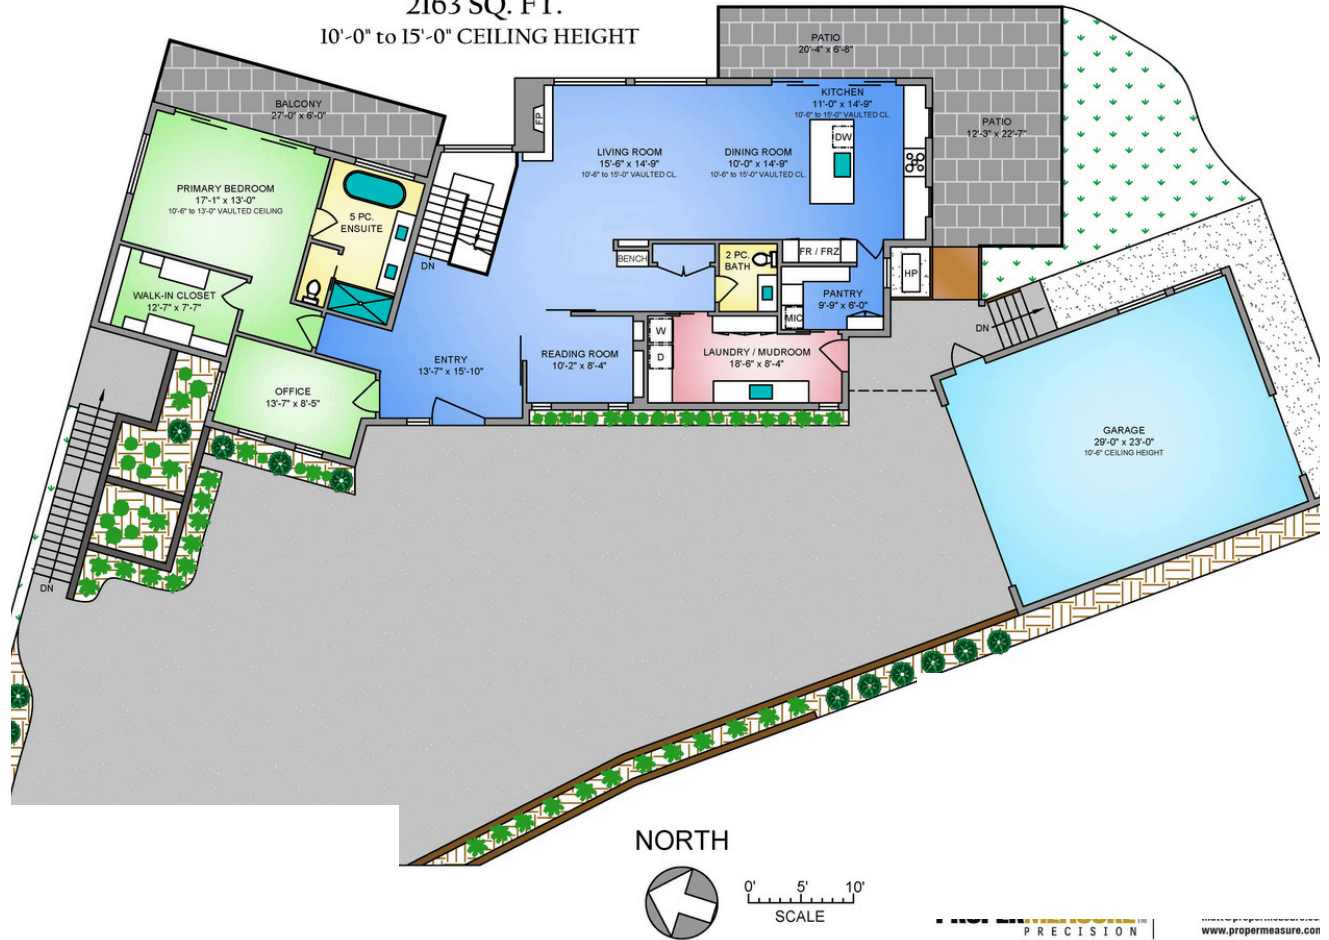 2163 SQ. FT.
10'-0" to 15'-0" CEILING HEIGHT
PATIO
20'-4" x 6'-8"
BALCONY
27'-0" x 6'-0"
KITCHEN
11'-0" x 14'-9"
10'-6" to 15'-0" VAULTED CL.
FP
DW
PATIO
12'-3" x 22'-7"
LIVING ROOM
15'-6" x 14'-9"
10'-6" to 15'-0" VAULTED CL.
DINING ROOM
10'-0" x 14'-9"
10'-6" to 15'-0" VAULTED CL.
PRIMARY BEDROOM
17'-1" x 13'-0"
10'-6" to 13'-0" VAULTED CEILING
5 PC.
ENSUITE
DN
BENCH
2 PC.
BATH
FR / FRZ
HP
WALK-IN CLOSET
12'-7" x 7'-7"
PANTRY
9'-9" x 6'-0"
MIC
DN
W
D
ENTRY
13'-7" x 15'-10"
READING ROOM
10'-2" x 8'-4"
LAUNDRY / MUDROOM
18'-6" x 8'-4"
OFFICE
13'-7" x 8'-5"
GARAGE
29'-0" x 23'-0"
10'-6" CEILING HEIGHT
DN
NORTH
0' 5' 10'
SCALE
PROPERMEASURE
PRECISION
www.propermeasure.com